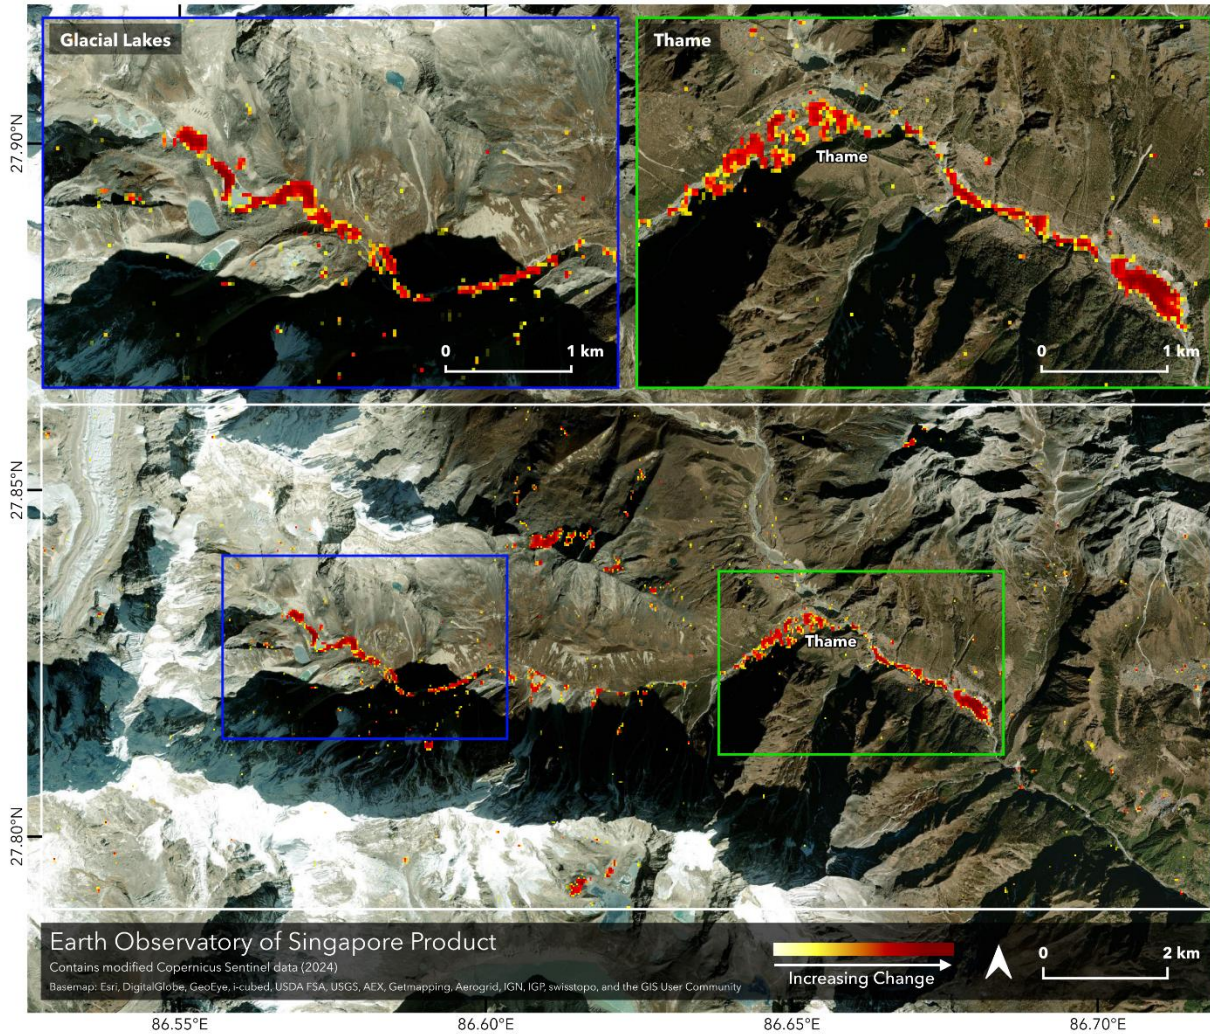 Glacial Lakes
Thame
Thame
0 1 km
0 1 km
27.90°N
27.85°N
Thame
27.80°N
Earth Observatory of Singapore Product
Contains modified Copernicus Sentinel data (2024)
Basemap: Esri, DigitalGlobe, GeoEye, i-cubed, USDA FSA, USGS, AEX, Getmapping, Aerogrid, IGN, IGP, swisstopo, and the GIS User Community
Increasing Change
0 2 km
86.55°E 86.60°E 86.65°E 86.70°E